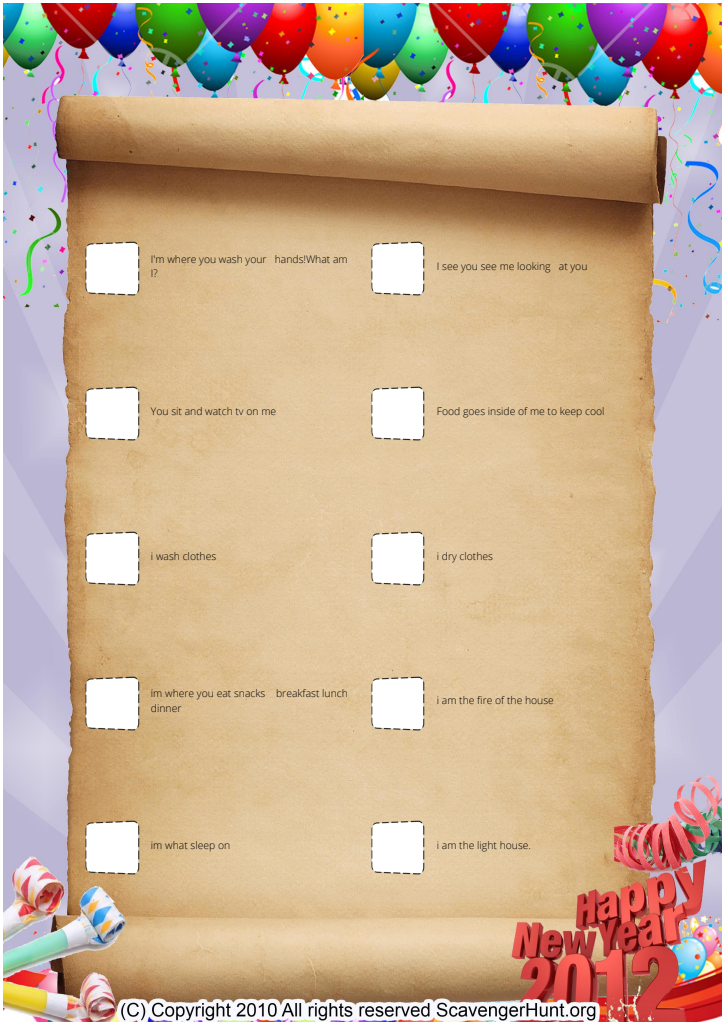 I'm where you wash your hands!What am
I?
I see you see me looking at you
You sit and watch tv on me
Food goes inside of me to keep cool
i wash clothes
i dry clothes
im where you eat snacks breakfast lunch
dinner
i am the fire of the house
im what sleep on
i am the light house.
Happy
New Year
2012
(C) Copyright 2010 All rights reserved ScavengerHunt.org